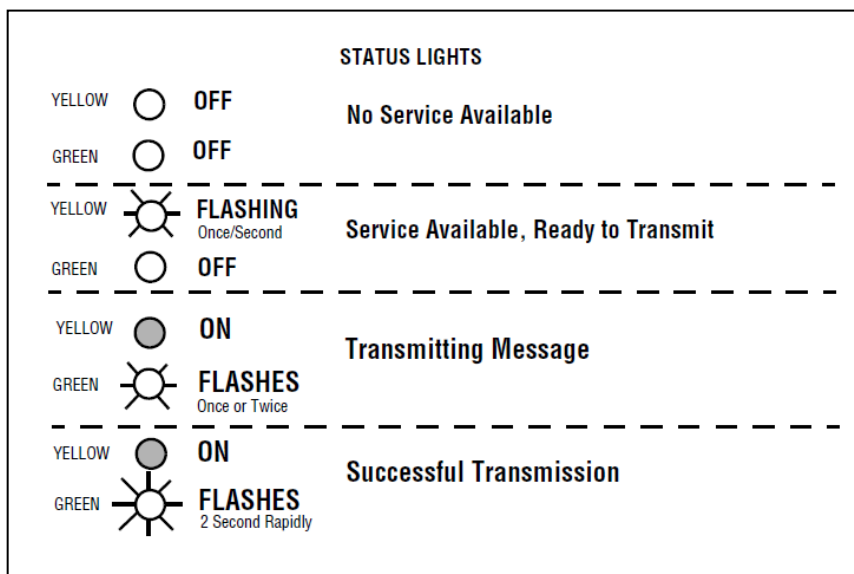 STATUS LIGHTS
YELLOW OFF
No Service Available
GREEN OFF
YELLOW FLASHING
Once/Second
Service Available, Ready to Transmit
GREEN OFF
YELLOW ON
Transmitting Message
GREEN FLASHES
Once or Twice
YELLOW ON
Successful Transmission
GREEN FLASHES
2 Second Rapidly